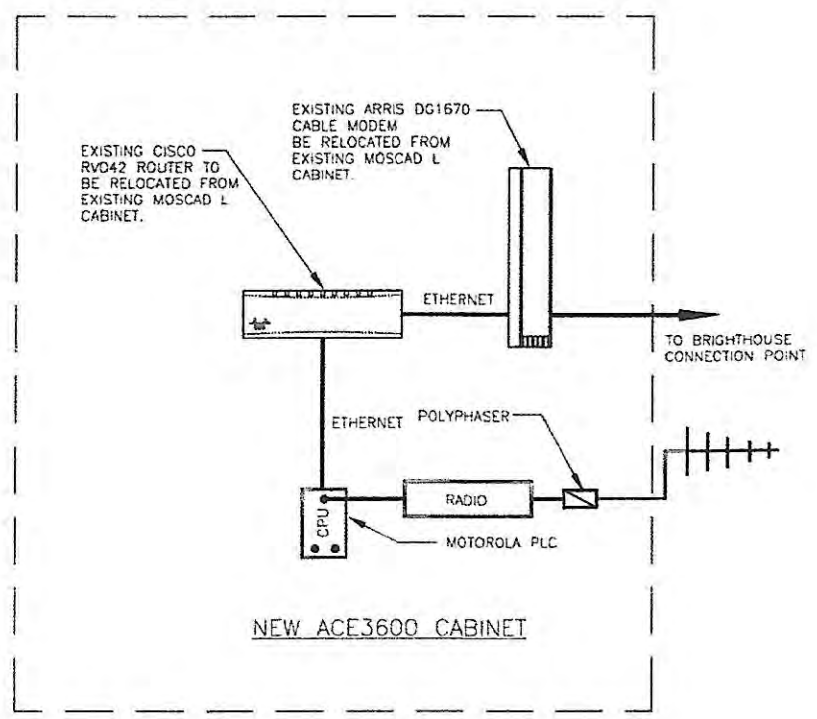 EXISTING ARRIS DG1670
CABLE MODEM
BE RELOCATED FROM
EXISTING MOSCAD L
CABINET.
EXISTING CISCO
RV042 ROUTER TO
BE RELOCATED FROM
EXISTING MOSCAD L
CABINET.
ETHERNET
TO BRIGHTHOUSE
CONNECTION POINT
ETHERNET
POLYPHASER
CPU
RADIO
MOTOROLA PLC
NEW ACE3600 CABINET